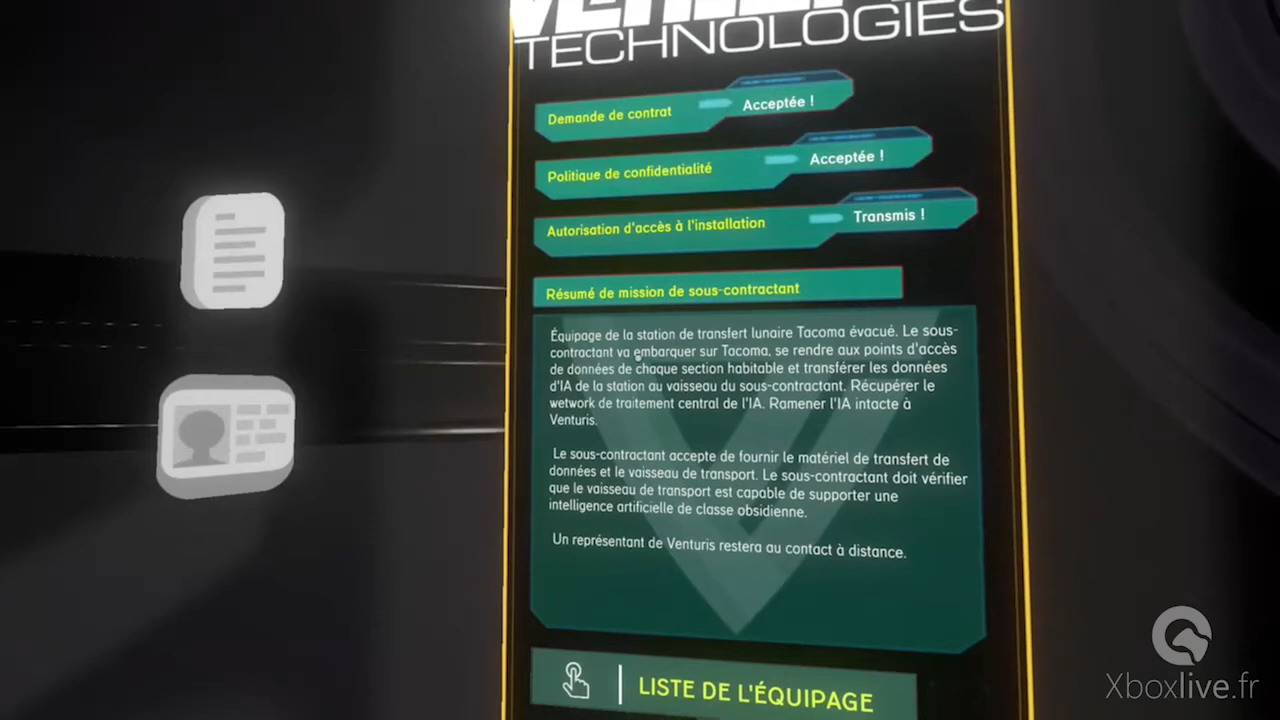 TECHNOLOGIES
Demande de contrat
Acceptée !
Politique de confidentialité
Acceptée !
Autorisation d'accès à l'installation
Transmis !
Résumé de mission de sous-contractant
Équipage de la station de transfert lunaire Tacoma évacué. Le sous-
contractant va embarquer sur Tacoma, se rendre aux points d'accès
de données de chaque section habitable et transférer les données
d'IA de la station au vaisseau du sous-contractant. Récupérer le
wetwork de traitement central de l'IA. Ramener l'IA intacte à
Venturis.
Le sous-contractant accepte de fournir le matériel de transfert de
données et le vaisseau de transport. Le sous-contractant doit vérifier
que le vaisseau de transport est capable de supporter une
intelligence artificielle de classe obsidienne.
Un représentant de Venturis restera au contact à distance.
LISTE DE L'ÉQUIPAGE
Xboxlive.fr